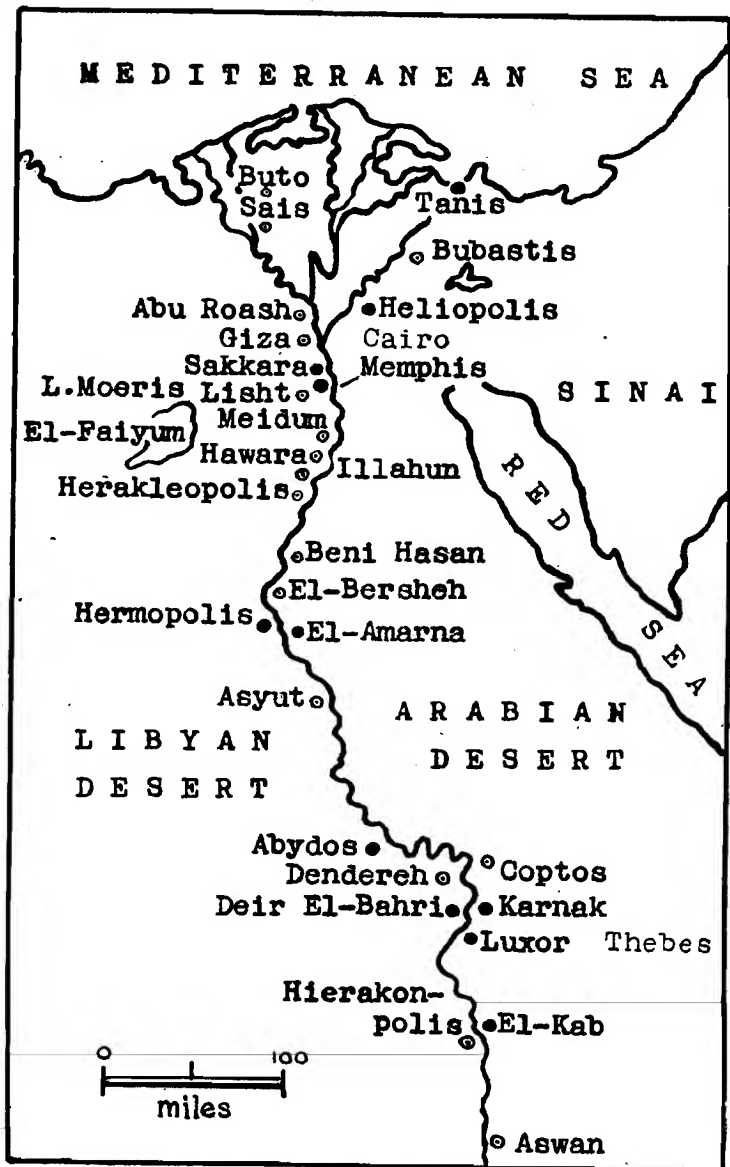 MEDITERRANEAN SEA
Buto
Sais
Tanis
Bubastis
Abu Roash
Heliopolis
Giza
Cairo
Sakkara
Memphis
L.Moeris
Lisht
SINAI
Meidum
El-Faiyum
Hawara
Illahun
Herakleopolis
RED
SEA
Beni Hasan
El-Bersheh
Hermopolis
El-Amarna
Asyut
ARABIAN
DESERT
LIBYAN
DESERT
Abydos
Coptos
Dendereh
Deir El-Bahri
Karnak
Luxor
Thebes
Hierakon-
polis
El-Kab
0
100
miles
Aswan